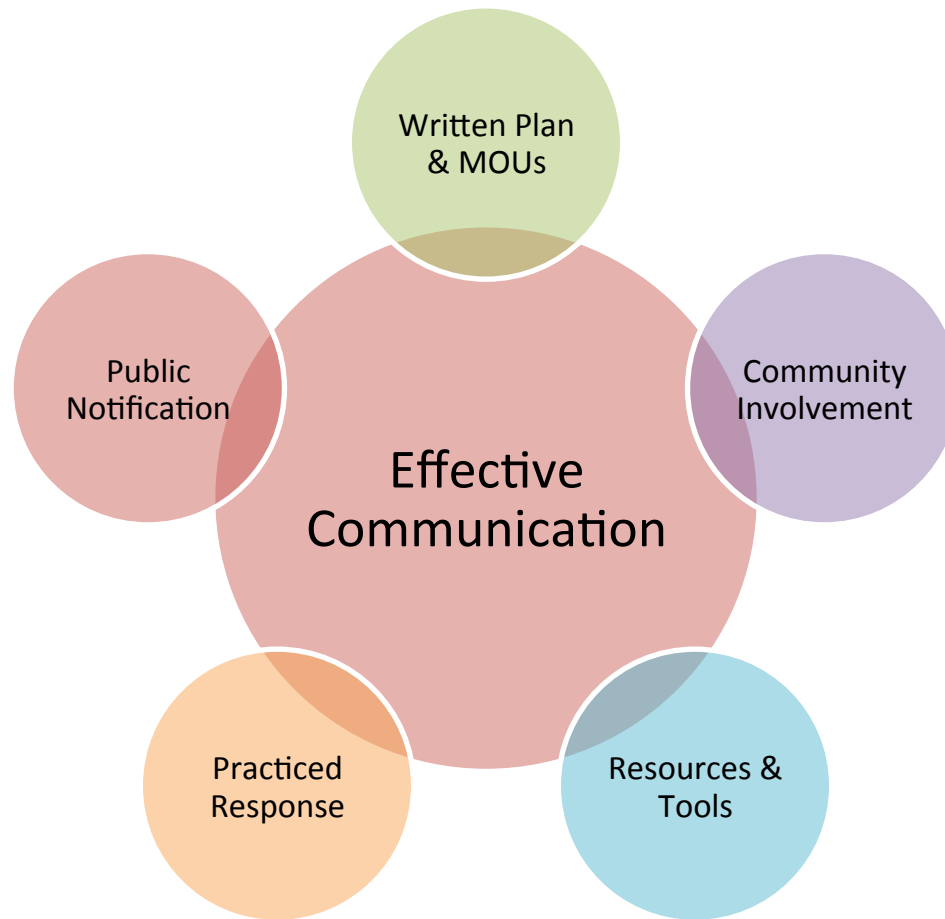 Written Plan
& MOUs
Public
Notification
Community
Involvement
Effective
Communication
Practiced
Response
Resources &
Tools